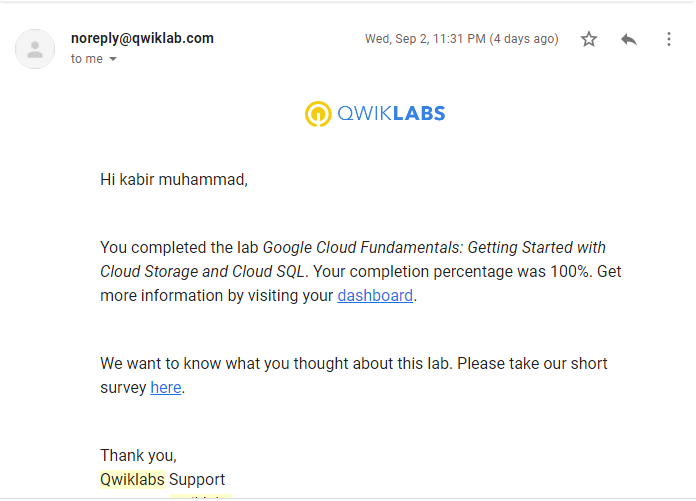 noreply@qwiklab.com
Wed, Sep 2, 11:31 PM (4 days ago)
to me
QWIKLABS
Hi kabir muhammad,
You completed the lab Google Cloud Fundamentals: Getting Started with
Cloud Storage and Cloud SQL. Your completion percentage was 100%. Get
more information by visiting your dashboard.
We want to know what you thought about this lab. Please take our short
survey here.
Thank you,
Qwiklabs Support